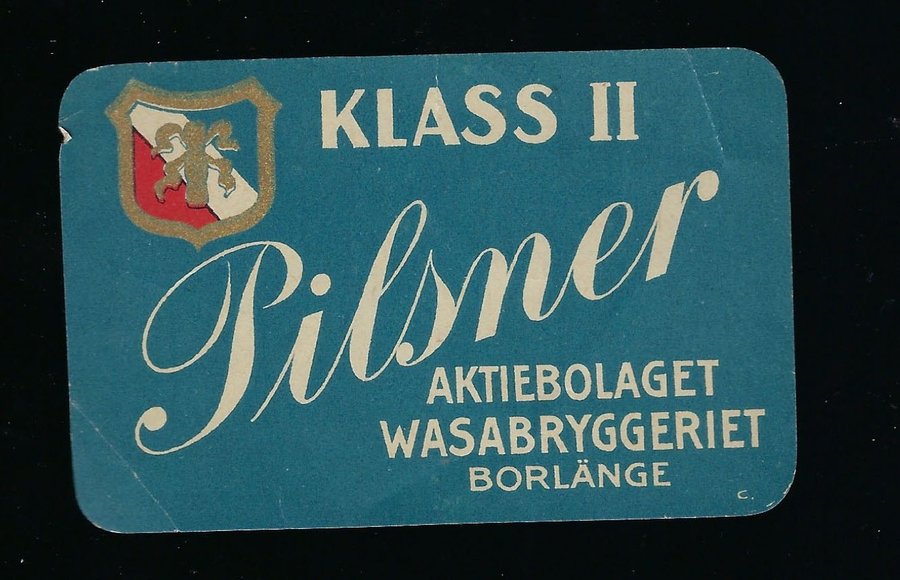 KLASS II
Pilsner
AKTIEBOLAGET
WASABRYGGERIET
BORLÄNGE
C.